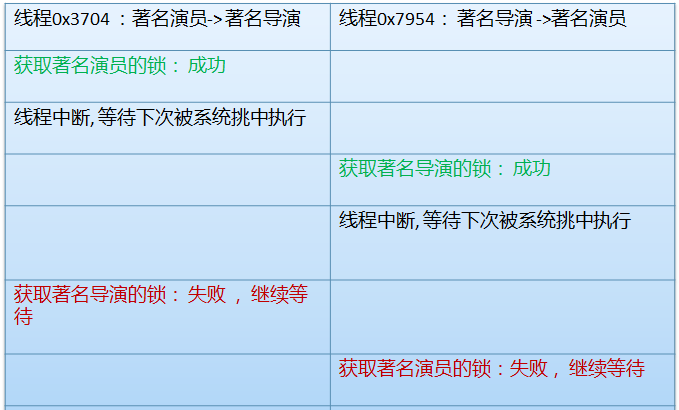 线程0x3704 ：著名演员-> 著名导演
线程0x7954 ：著名导演 ->著名演员
获取著名演员的锁 ：成功
线程中断, 等待下次被系统挑中执行
获取著名导演的锁 ：成功
线程中断, 等待下次被系统挑中执行
获取著名导演的锁 ：失败 ，继续等
待
获取著名演员的锁 ：失败 ，继续等待